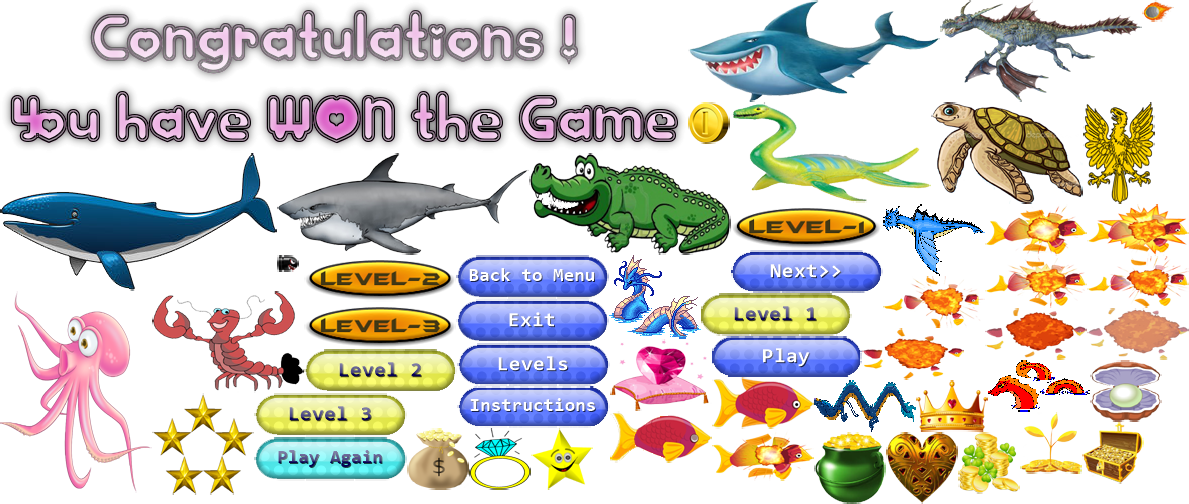 Congratulations !
You have WON the Game
I
LEVEL-1
LEVEL-2
Back to Menu
Next>>
LEVEL-3
Exit
Level 1
Level 2
Levels
Play
Level 3
Instructions
Play Again
$